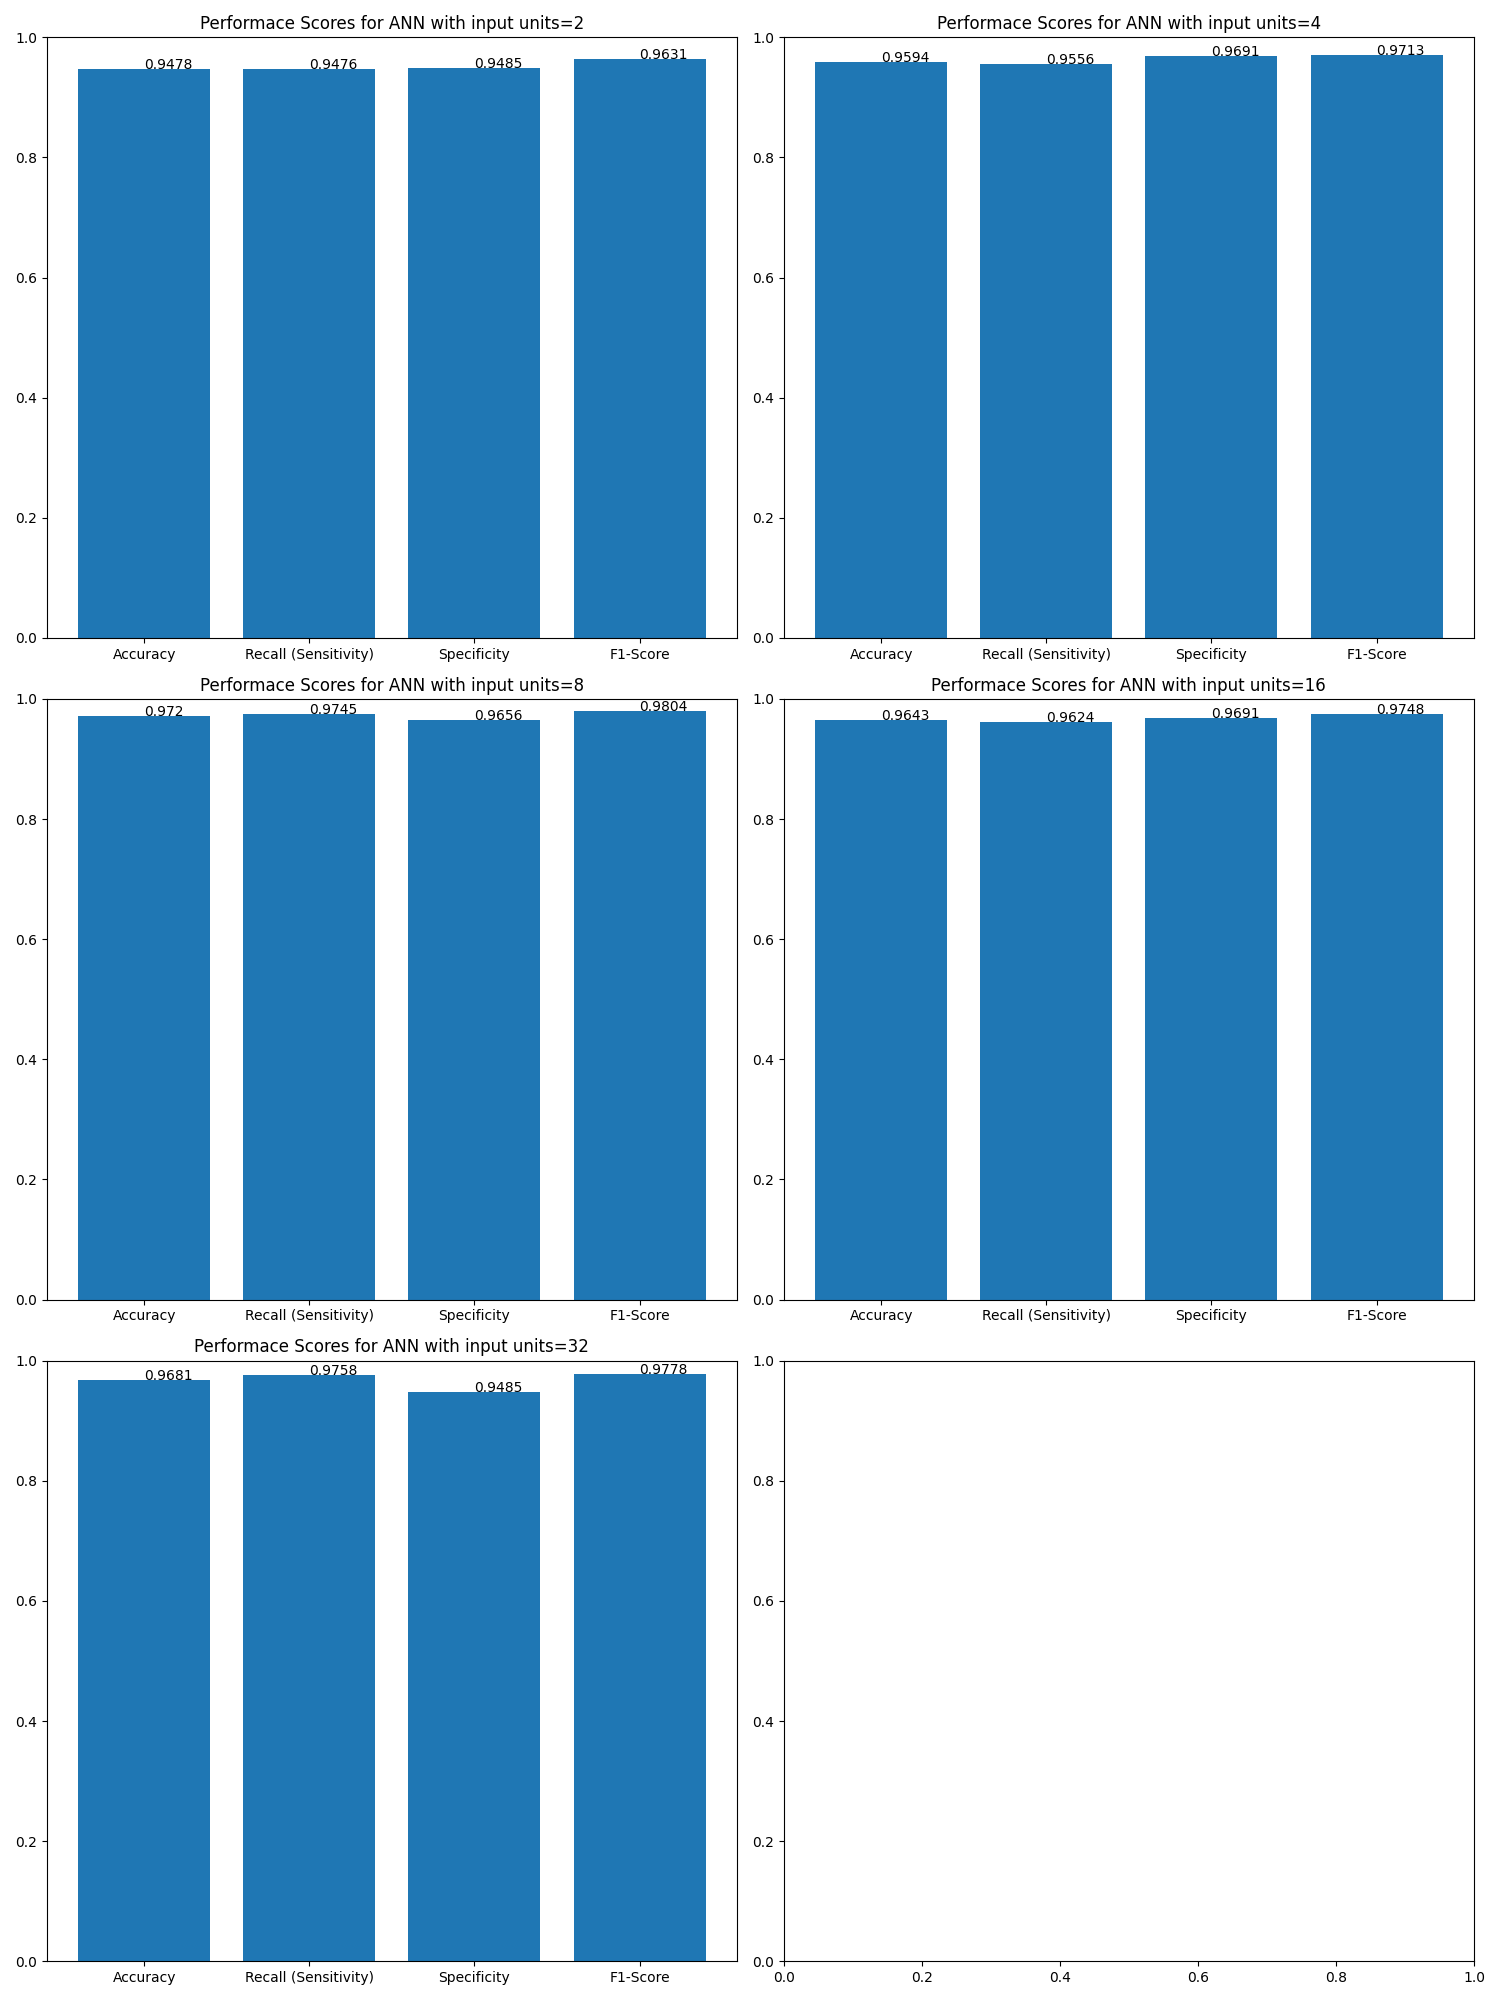 Performace Scores for ANN with input units=2
1.0
0.8
0.6
0.4
0.2
0.0
0.9478 0.9476 0.9485 0.9631
Accuracy Recall (Sensitivity) Specificity F1-Score
Performace Scores for ANN with input units=4
1.0
0.8
0.6
0.4
0.2
0.0
0.9594 0.9556 0.9691 0.9713
Accuracy Recall (Sensitivity) Specificity F1-Score
Performace Scores for ANN with input units=8
1.0
0.8
0.6
0.4
0.2
0.0
0.972 0.9745 0.9656 0.9804
Accuracy Recall (Sensitivity) Specificity F1-Score
Performace Scores for ANN with input units=16
1.0
0.8
0.6
0.4
0.2
0.0
0.9643 0.9624 0.9691 0.9748
Accuracy Recall (Sensitivity) Specificity F1-Score
Performace Scores for ANN with input units=32
1.0
0.8
0.6
0.4
0.2
0.0
0.9681 0.9758 0.9485 0.9778
Accuracy Recall (Sensitivity) Specificity F1-Score
1.0
0.8
0.6
0.4
0.2
0.0
0.0 0.2 0.4 0.6 0.8 1.0